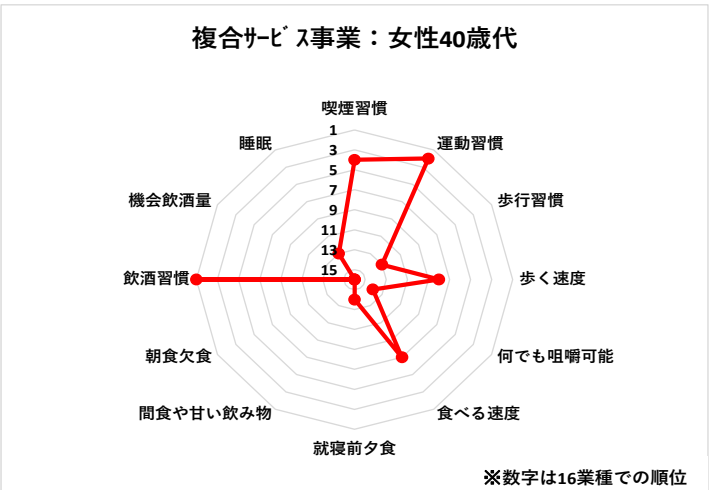 複合ｻｰﾋﾞｽ事業：女性40歳代
喫煙習慣
運動習慣
歩行習慣
歩く速度
何でも咀嚼可能
食べる速度
就寝前夕食
間食や甘い飲み物
朝食欠食
飲酒習慣
機会飲酒量
睡眠
1
3
5
7
9
11
13
15
※数字は16業種での順位